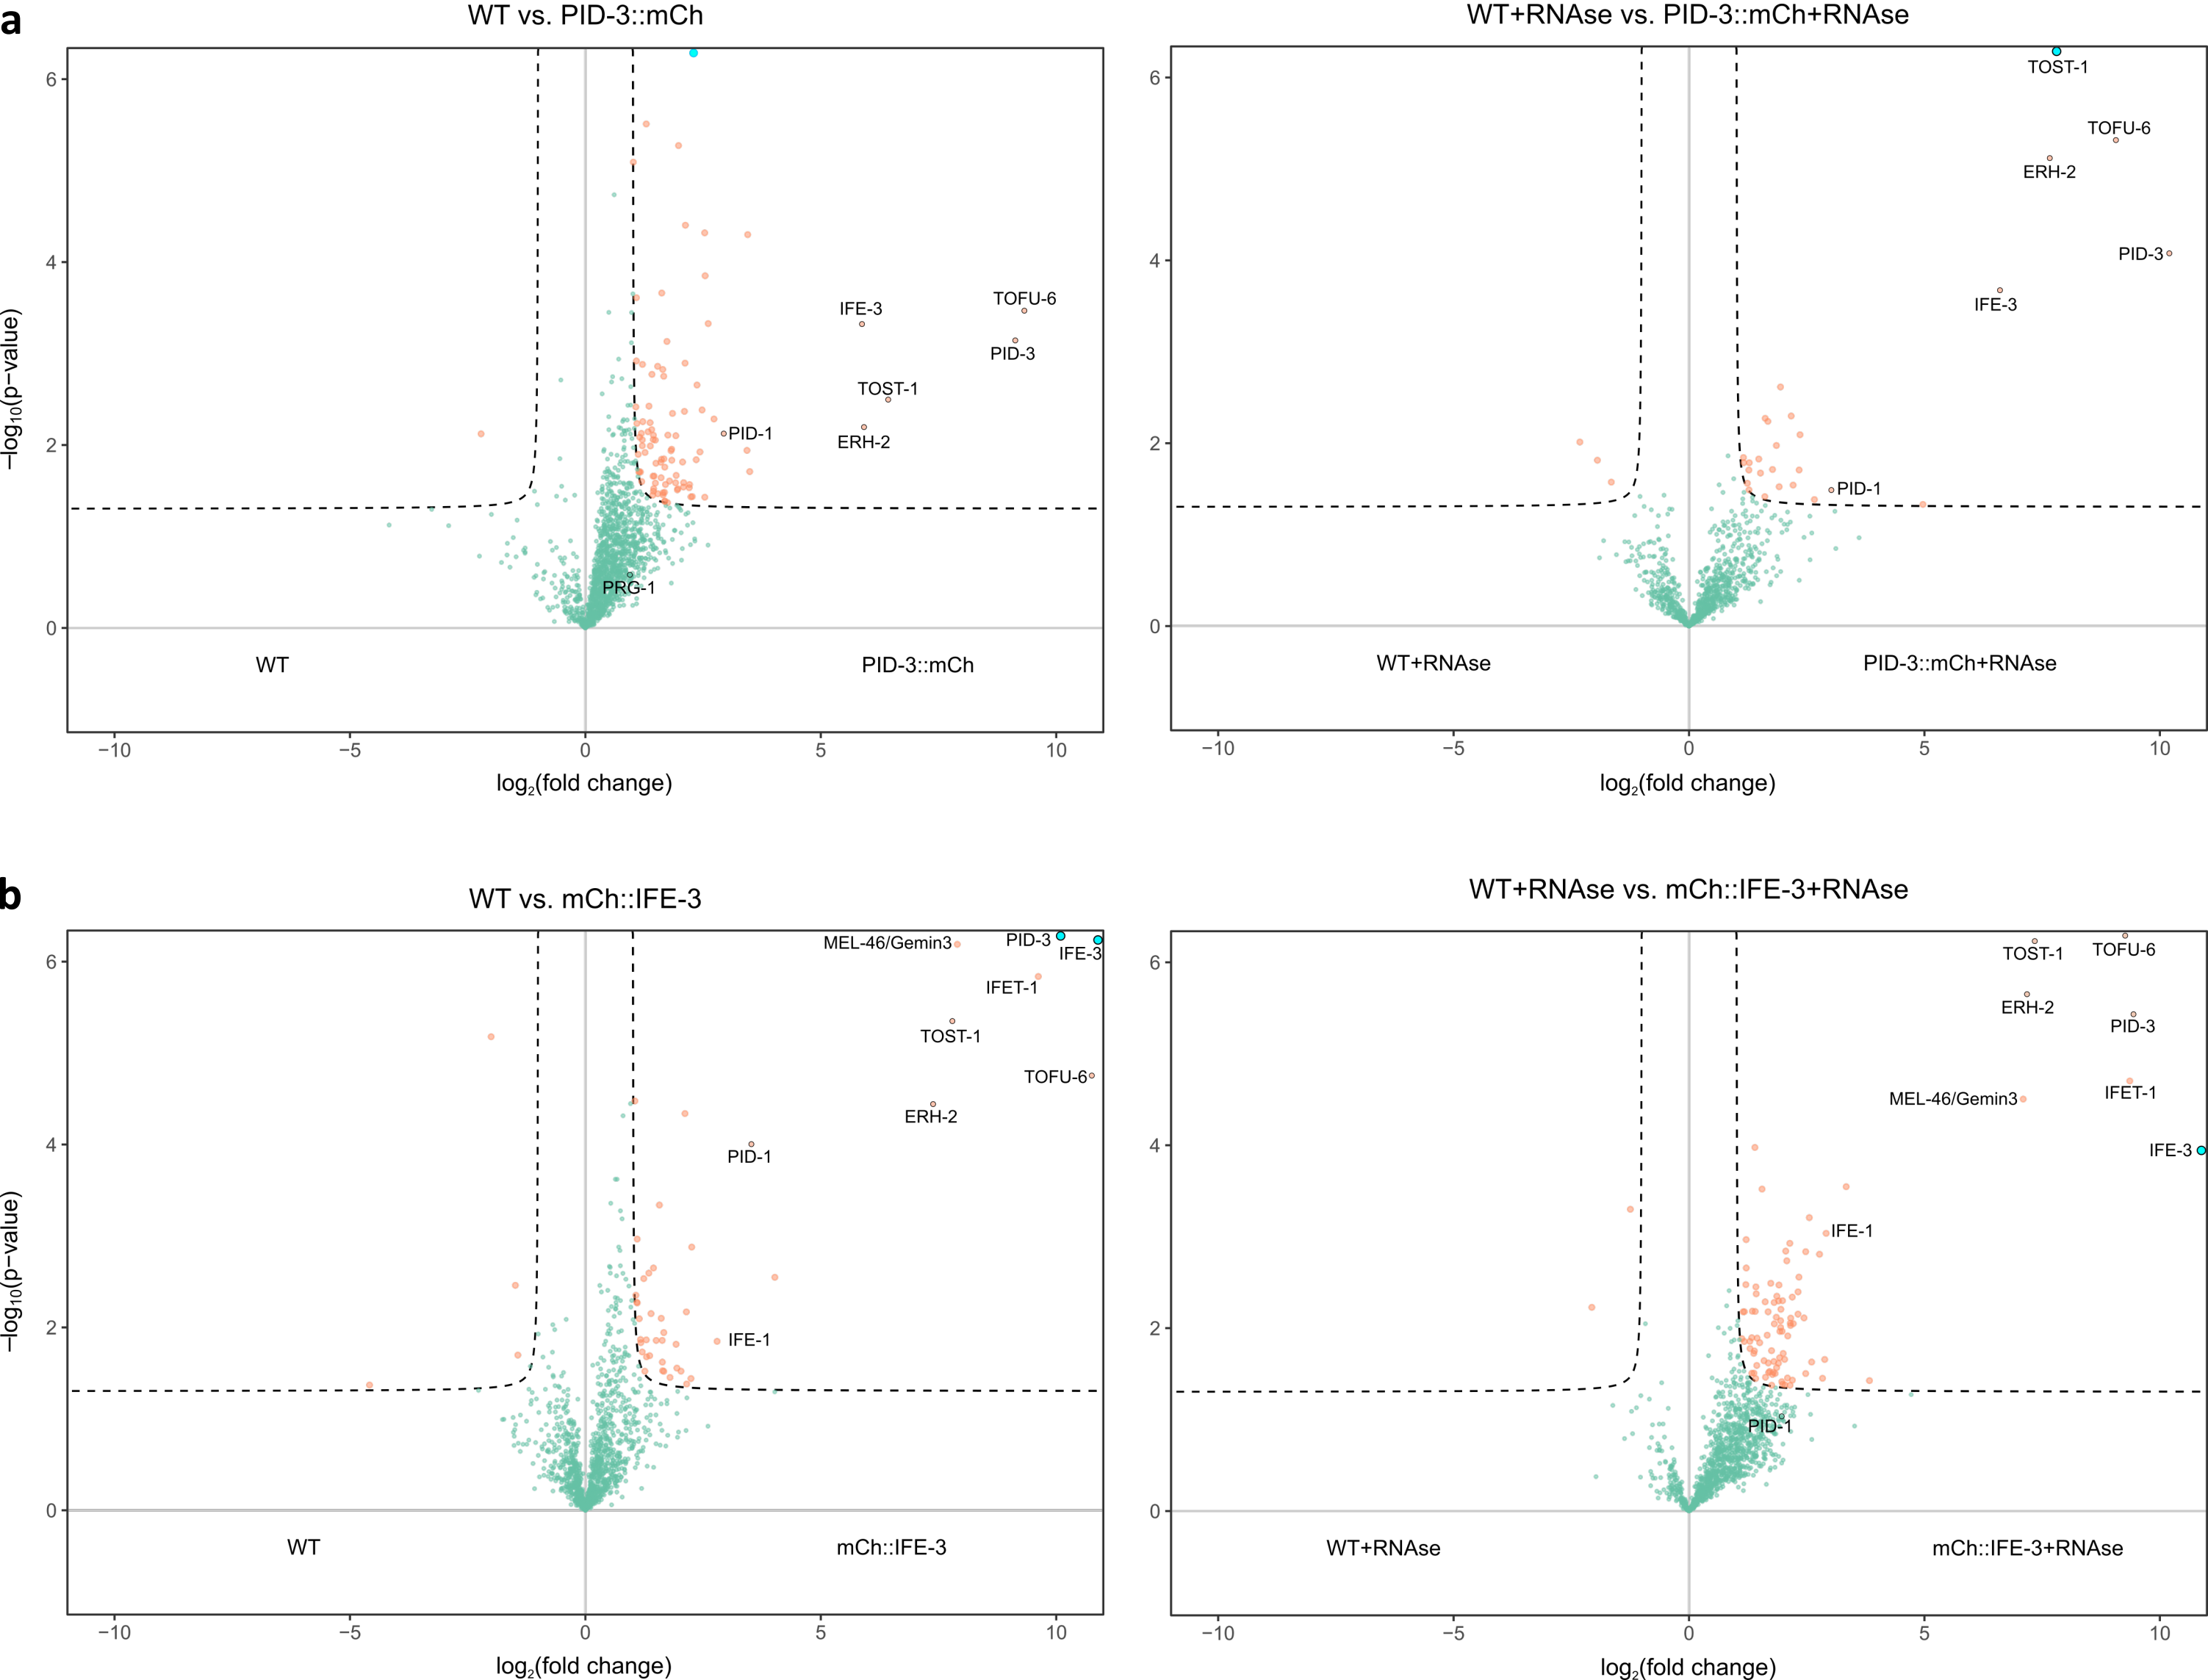 a
WT vs. PID-3::mCh
6
4
2
0
−log10(p−value)
IFE-3
TOFU-6
PID-3
TOST-1
PID-1
ERH-2
PRG-1
WT
PID-3::mCh
−10
−5
0
5
10
log2(fold change)
WT+RNAse vs. PID-3::mCh+RNAse
6
4
2
0
TOST-1
TOFU-6
ERH-2
PID-3
IFE-3
PID-1
WT+RNAse
PID-3::mCh+RNAse
−10
−5
0
5
10
log2(fold change)
b
WT vs. mCh::IFE-3
6
4
2
0
−log10(p−value)
MEL-46/Gemin3
PID-3
IFE-3
IFET-1
TOST-1
TOFU-6
ERH-2
PID-1
IFE-1
WT
mCh::IFE-3
−10
−5
0
5
10
log2(fold change)
WT+RNAse vs. mCh::IFE-3+RNAse
6
4
2
0
TOST-1
TOFU-6
ERH-2
PID-3
MEL-46/Gemin3
IFET-1
IFE-3
IFE-1
PID-1
WT+RNAse
mCh::IFE-3+RNAse
−10
−5
0
5
10
log2(fold change)